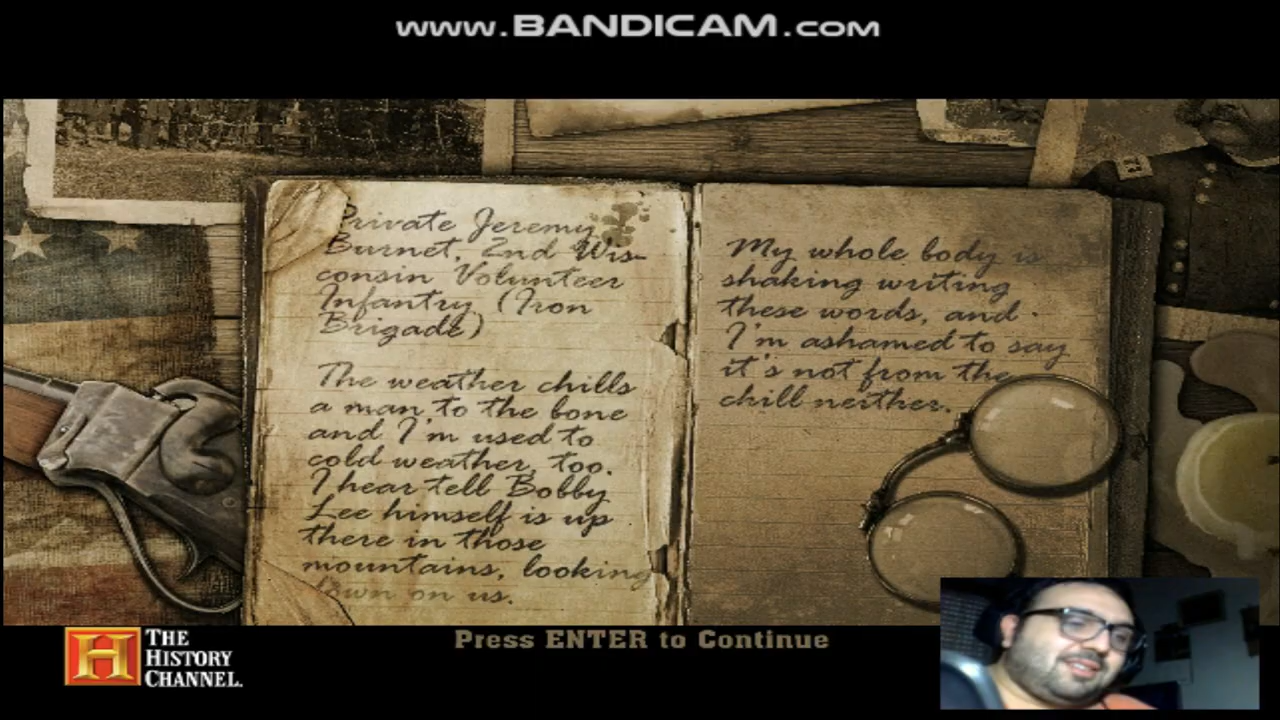 www.BANDICAM.com
Private Jeremy
Burnet, 2nd Wis-
consin Volunteer
Infantry (Iron
Brigade)
The weather chills
a man to the bone
and I'm used to
cold weather, too.
I hear tell Bobby
Lee himself is up
there in those
mountains, looking
down on us.
My whole body is
shaking writing
these words, and
I'm ashamed to say
it's not from the
chill neither.
Press ENTER to Continue
H
THE
HISTORY
CHANNEL.